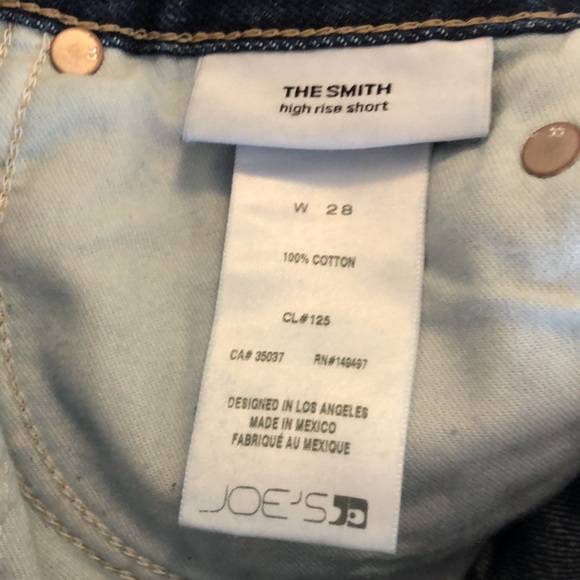 THE SMITH
high rise short
W 28
100% COTTON
CL#125
CA# 35037 RN#149497
DESIGNED IN LOS ANGELES
MADE IN MEXICO
FABRIQUÉ AU MEXIQUE
JOE'S